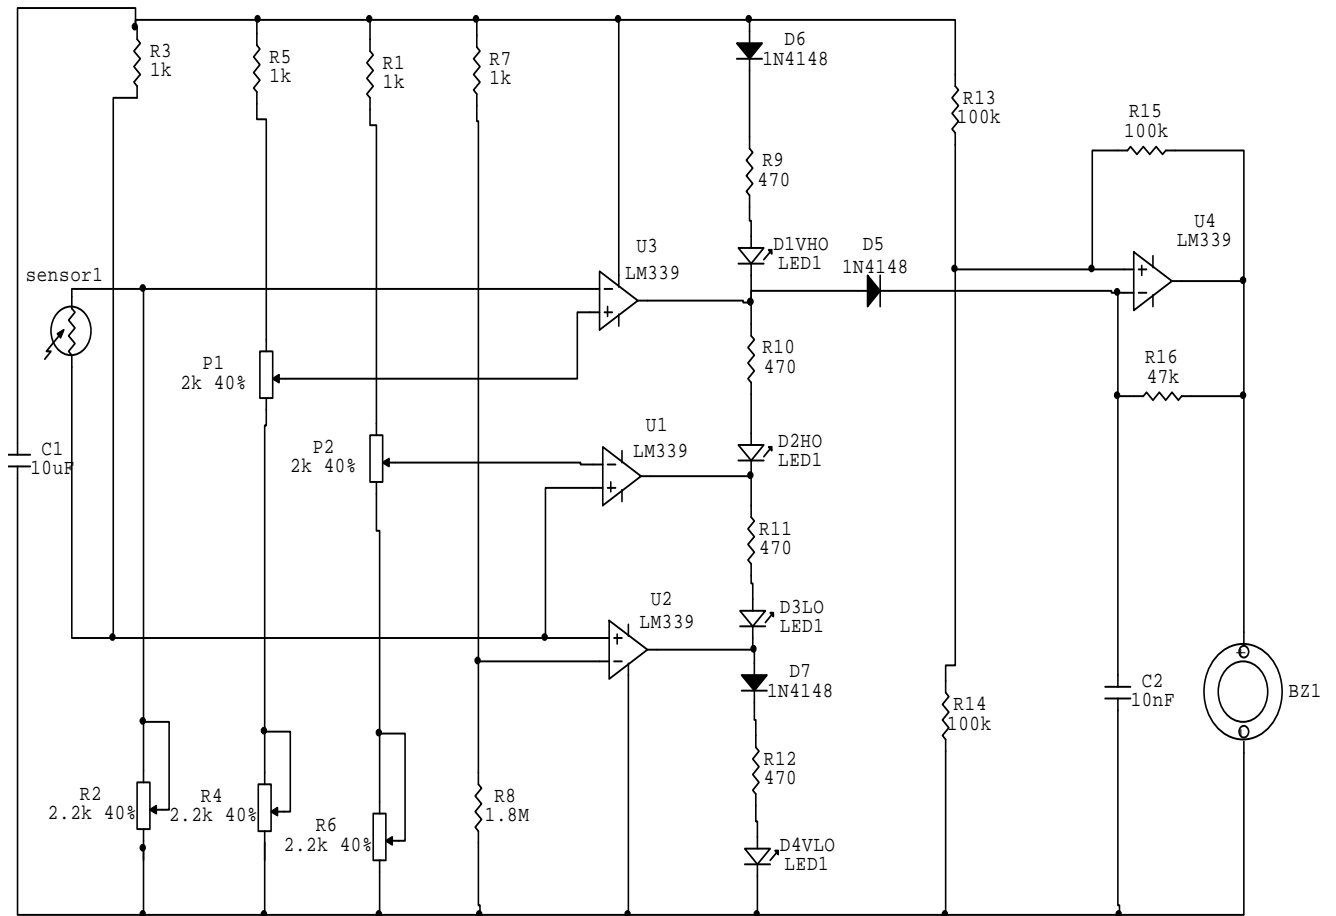 R3
1k
R5
1k
R1
1k
R7
1k
D6
1N4148
R13
100k
R15
100k
R9
470
U3
LM339
D1VHO
LED1
D5
1N4148
U4
LM339
+
−
sensor1
−
+
R10
470
R16
47k
P1
2k 40%
C1
10uF
P2
2k 40%
U1
LM339
−
+
D2HO
LED1
R11
470
U2
LM339
+
−
D3LO
LED1
D7
1N4148
R14
100k
C2
10nF
+
BZ1
R2
2.2k 40%
R4
2.2k 40%
R6
2.2k 40%
R8
1.8M
R12
470
D4VLO
LED1